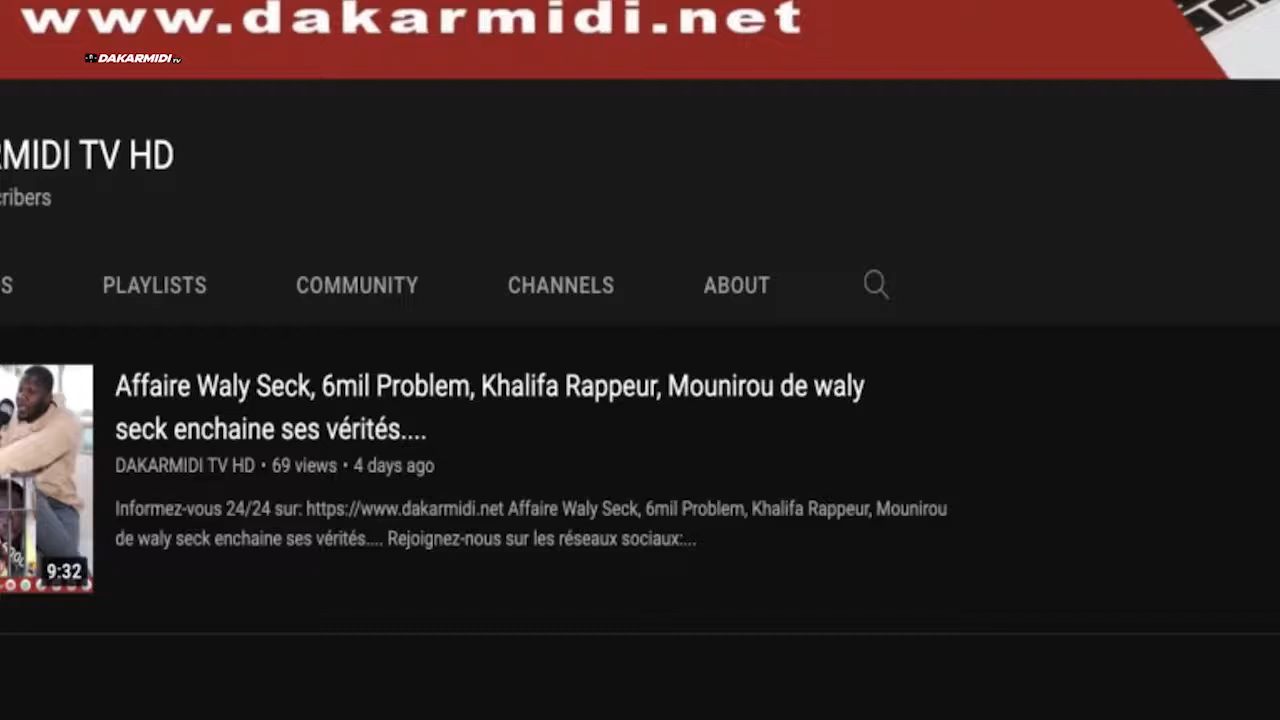 www.dakarmidi.net
DAKARMIDI TV
RMIDI TV HD
cribers
S
PLAYLISTS
COMMUNITY
CHANNELS
ABOUT
Affaire Waly Seck, 6mil Problem, Khalifa Rappeur, Mounirou de waly
seck enchaine ses vérités....
DAKARMIDI TV HD • 69 views • 4 days ago
Informez-vous 24/24 sur: https://www.dakarmidi.net Affaire Waly Seck, 6mil Problem, Khalifa Rappeur, Mounirou
de waly seck enchaine ses vérités.... Rejoignez-nous sur les réseaux sociaux:...
9:32